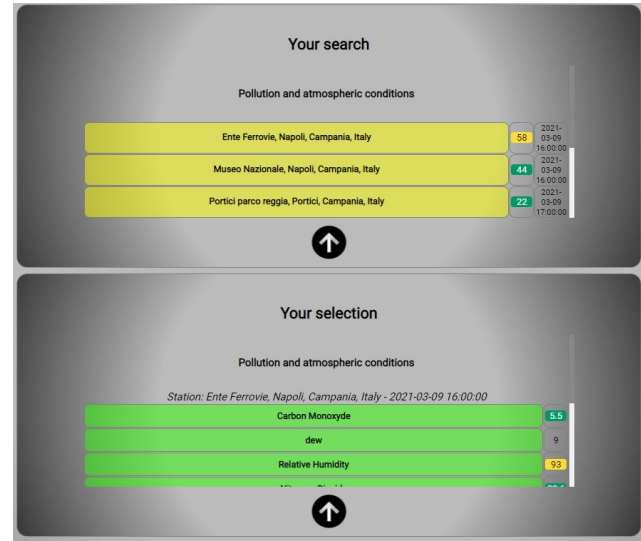 Your search
Pollution and atmospheric conditions
Ente Ferrovie, Napoli, Campania, Italy 58 2021-03-09 16:00:00
Museo Nazionale, Napoli, Campania, Italy 44 2021-03-09 16:00:00
Portici parco reggia, Portici, Campania, Italy 22 2021-03-09 17:00:00
Your selection
Pollution and atmospheric conditions
Station: Ente Ferrovie, Napoli, Campania, Italy - 2021-03-09 16:00:00
Carbon Monoxyde 5.5
dew 9
Relative Humidity 93